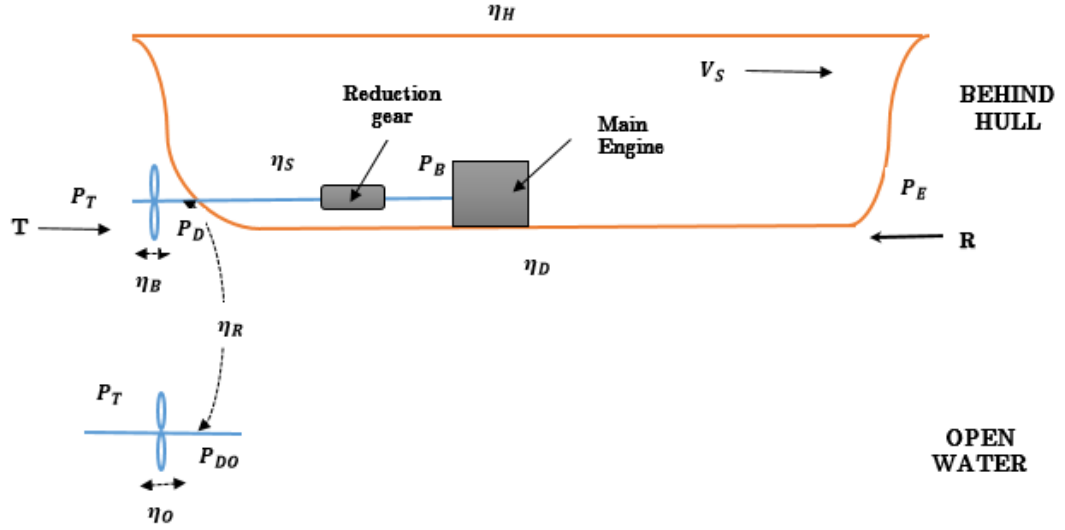 η_H
V_S
BEHIND
HULL
Reduction
gear
Main
Engine
η_S
P_B
P_T
P_E
T
P_D
R
η_B
η_D
η_R
P_T
P_DO
OPEN
WATER
η_O